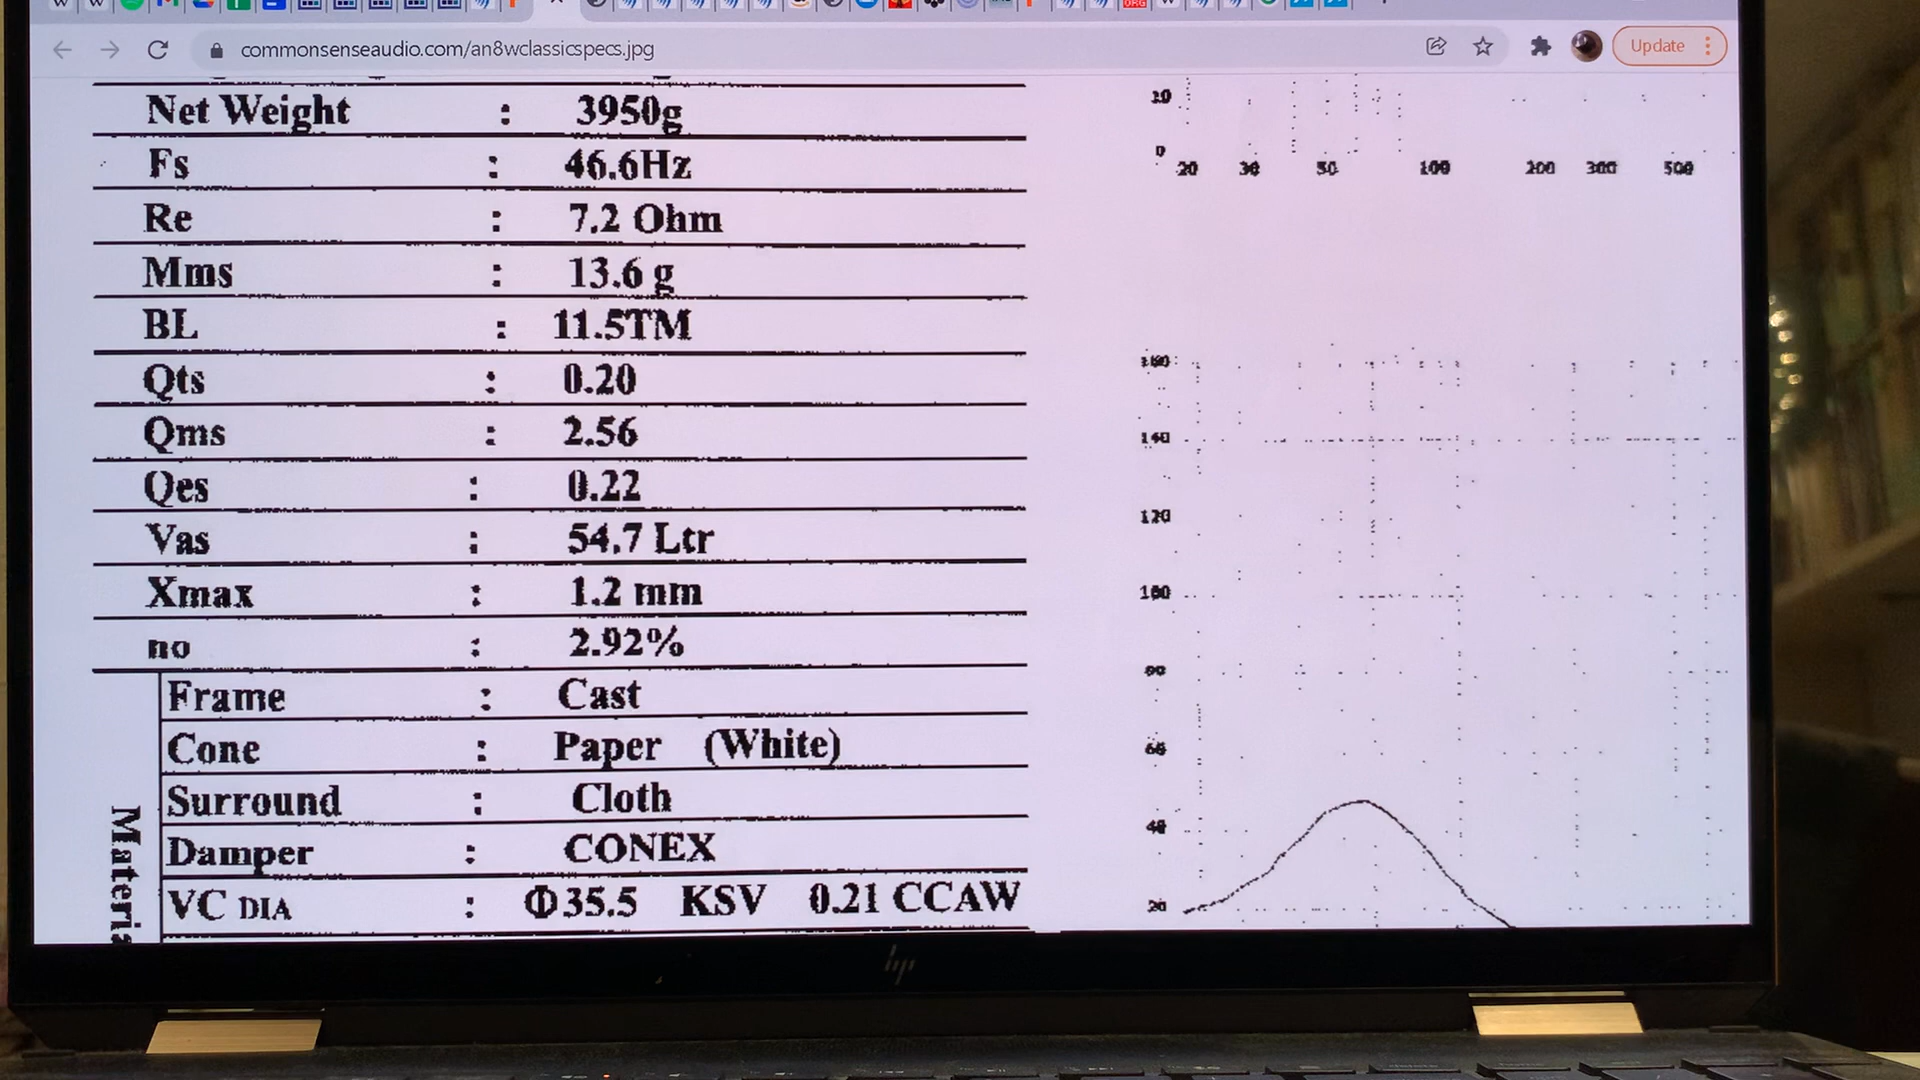 commonsenseaudio.com/an8wclassicspecs.jpg
Update
Net Weight : 3950g
Fs : 46.6Hz
Re : 7.2 Ohm
Mms : 13.6 g
BL : 11.5TM
Qts : 0.20
Qms : 2.56
Qes : 0.22
Vas : 54.7 Ltr
Xmax : 1.2 mm
no : 2.92%
Frame : Cast
Cone : Paper (White)
Surround : Cloth
Damper : CONEX
VC DIA : Φ35.5 KSV 0.21 CCAW
Materia
10
0
20 30 50 100 200 300 500
160
140
120
100
80
60
40
20
hp